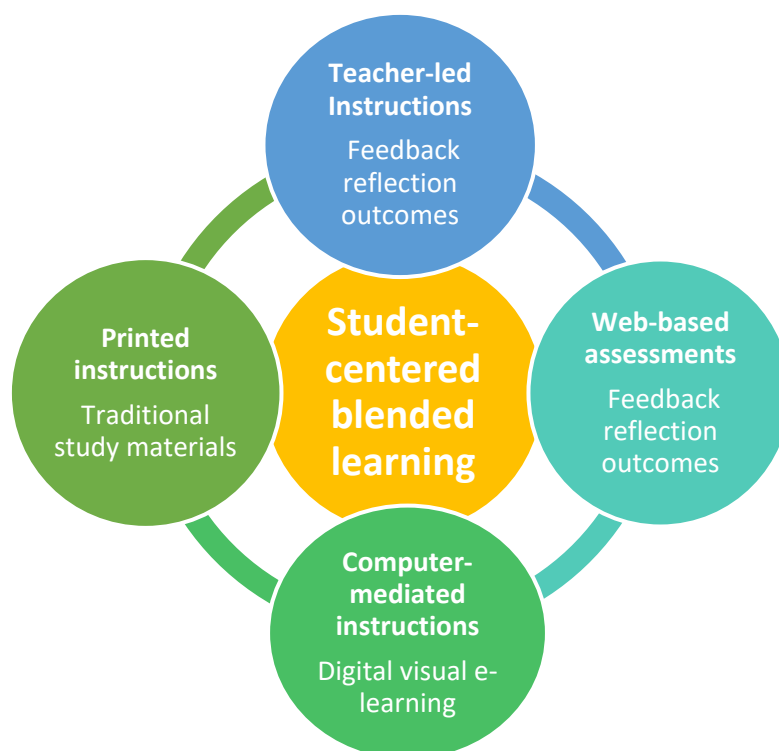 Teacher-led
Instructions
Feedback
reflection
outcomes
Printed
instructions
Traditional
study materials
Student-
centered
blended
learning
Web-based
assessments
Feedback
reflection
outcomes
Computer-
mediated
instructions
Digital visual e-
learning